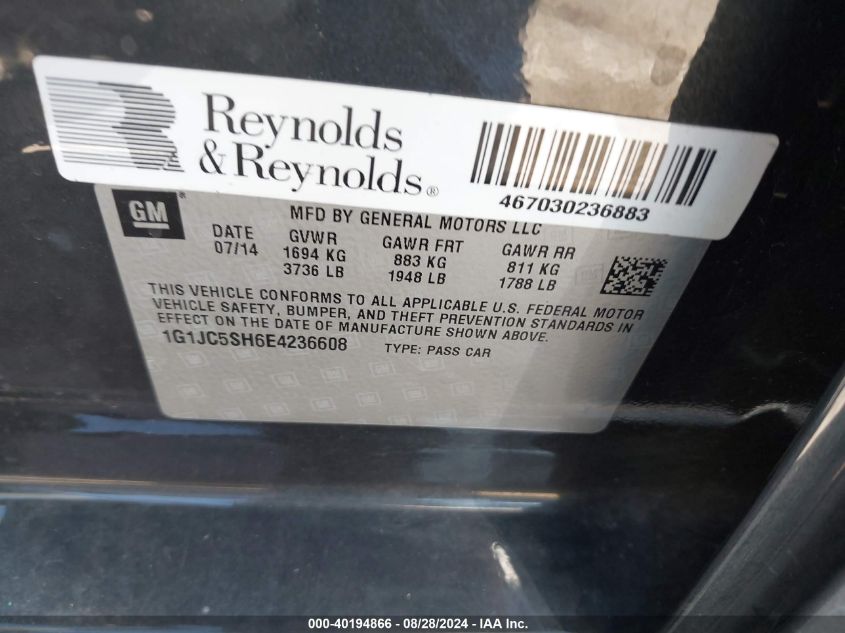 Reynolds
& Reynolds®
467030236883
GM®
MFD BY GENERAL MOTORS LLC
DATE GVWR GAWR FRT GAWR RR
07/14 1694 KG 883 KG 811 KG
3736 LB 1948 LB 1788 LB
THIS VEHICLE CONFORMS TO ALL APPLICABLE U.S. FEDERAL MOTOR
VEHICLE SAFETY, BUMPER, AND THEFT PREVENTION STANDARDS IN
EFFECT ON THE DATE OF MANUFACTURE SHOWN ABOVE.
1G1JC5SH6E4236608 TYPE: PASS CAR
000-40194866 - 08/28/2024 - IAA Inc.